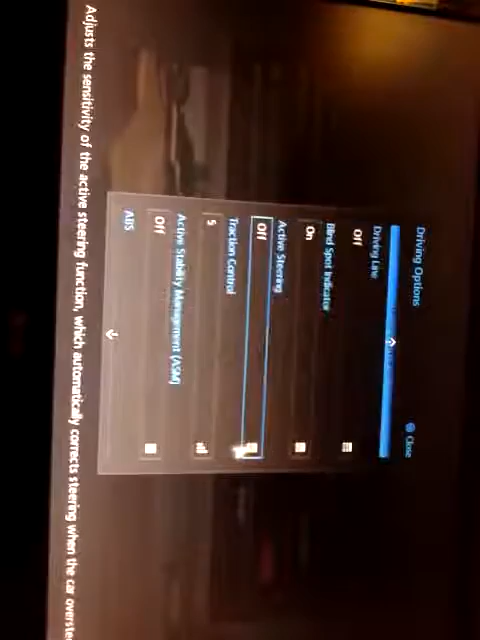 Driving Options
Close
Driving Line
Off
Blind Spot Indicator
On
Active Steering
Off
Traction Control
5
Active Stability Management (ASM)
Off
ABS
Adjusts the sensitivity of the active steering function, which automatically corrects steering when the car overstee